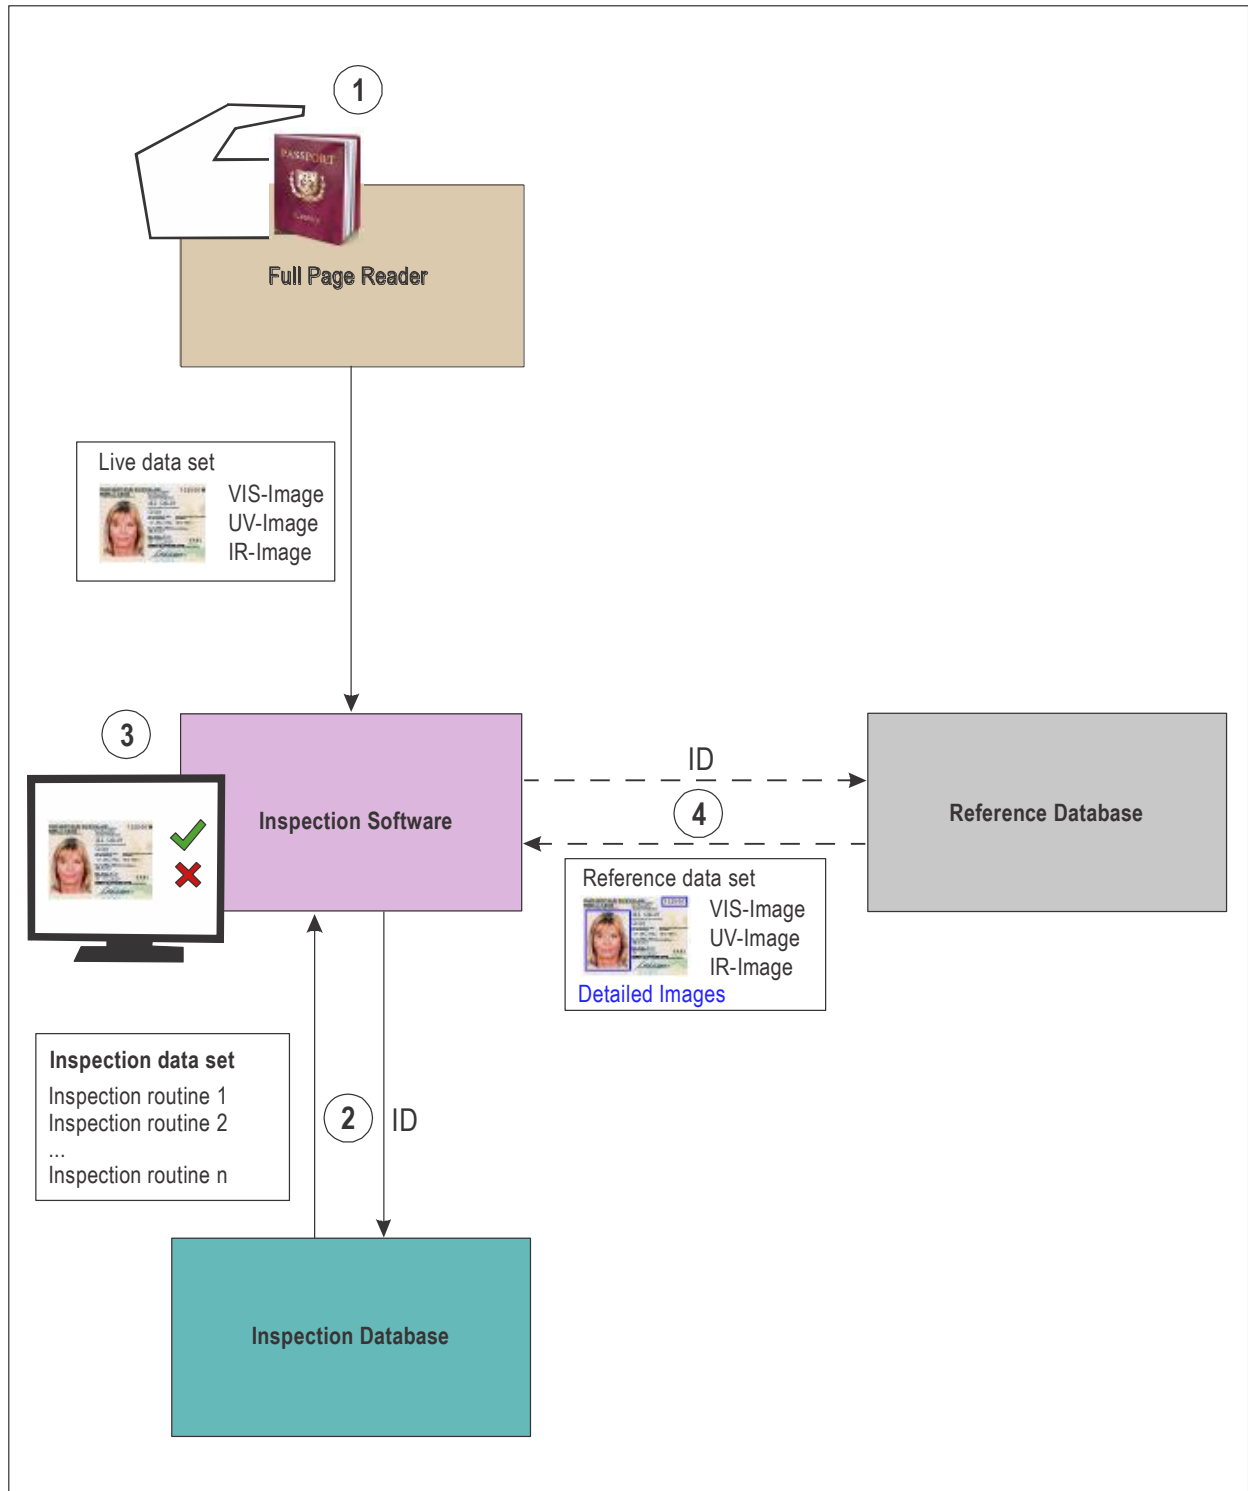 1
PASSPORT
Full Page Reader
Live data set
VIS-Image
UV-Image
IR-Image
3
Inspection Software
ID
4
Reference Database
Reference data set
VIS-Image
UV-Image
IR-Image
Detailed Images
Inspection data set
Inspection routine 1
Inspection routine 2
...
Inspection routine n
2
ID
Inspection Database